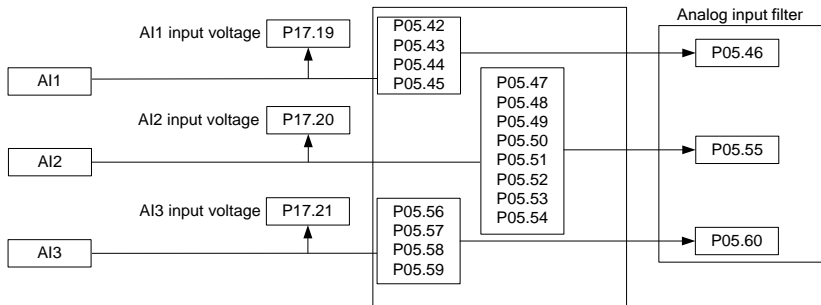 Analog input filter
AI1 input voltage
P17.19
P05.42
P05.43
P05.44
P05.45
P05.46
AI1
AI2 input voltage
P17.20
P05.47
P05.48
P05.49
P05.50
P05.51
P05.52
P05.53
P05.54
P05.55
AI2
AI3 input voltage
P17.21
P05.56
P05.57
P05.58
P05.59
P05.60
AI3